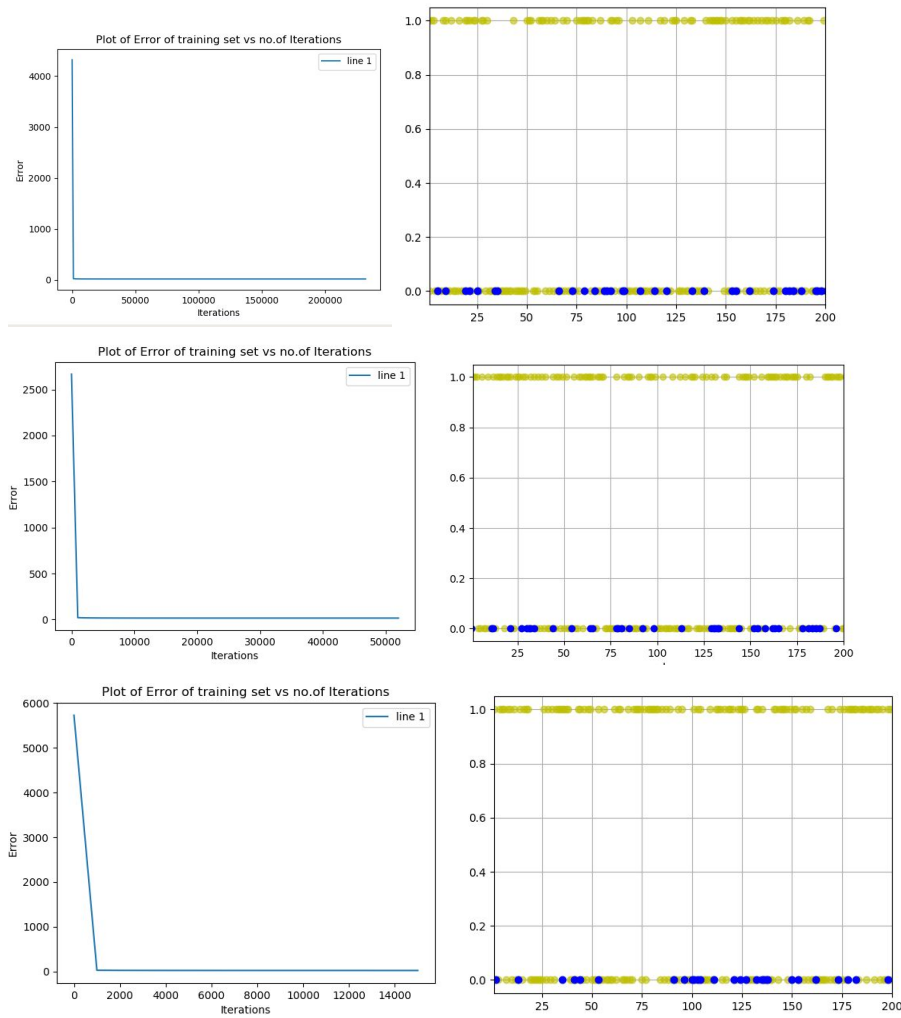 Plot of Error of training set vs no.of Iterations
line 1
4000
3000
2000
1000
0
Error
0 50000 100000 150000 200000
Iterations
1.0
0.8
0.6
0.4
0.2
0.0
25 50 75 100 125 150 175 200
Plot of Error of training set vs no.of Iterations
line 1
2500
2000
1500
1000
500
0
Error
0 10000 20000 30000 40000 50000
Iterations
1.0
0.8
0.6
0.4
0.2
0.0
25 50 75 100 125 150 175 200
Plot of Error of training set vs no.of Iterations
line 1
6000
5000
4000
3000
2000
1000
0
Error
0 2000 4000 6000 8000 10000 12000 14000
Iterations
1.0
0.8
0.6
0.4
0.2
0.0
25 50 75 100 125 150 175 200